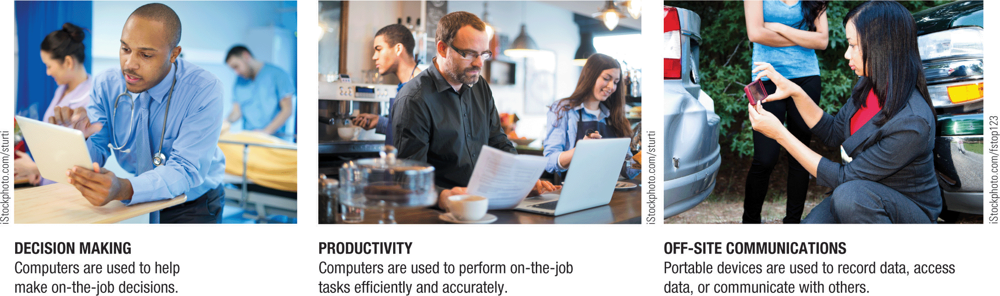 iStockphoto.com/sturti
iStockphoto.com/sturti
iStockphoto.com/fstop123
DECISION MAKING
Computers are used to help
make on-the-job decisions.
PRODUCTIVITY
Computers are used to perform on-the-job
tasks efficiently and accurately.
OFF-SITE COMMUNICATIONS
Portable devices are used to record data, access
data, or communicate with others.